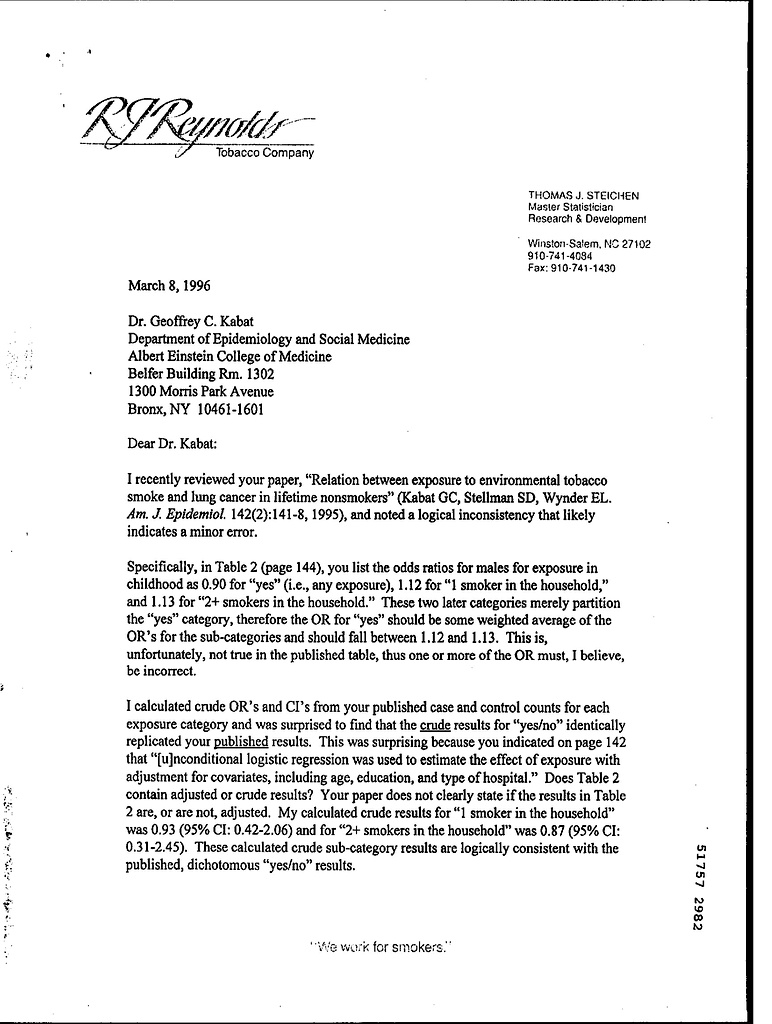 RJReynolds
Tobacco Company
THOMAS J. STEICHEN
Master Statistician
Research & Development
Winston-Salem, NC 27102
910-741-4084
Fax: 910-741-1430
March 8, 1996
Dr. Geoffrey C. Kabat
Department of Epidemiology and Social Medicine
Albert Einstein College of Medicine
Belfer Building Rm. 1302
1300 Morris Park Avenue
Bronx, NY 10461-1601
Dear Dr. Kabat:
I recently reviewed your paper, “Relation between exposure to environmental tobacco
smoke and lung cancer in lifetime nonsmokers” (Kabat GC, Stellman SD, Wynder EL.
Am. J. Epidemiol. 142(2):141-8, 1995), and noted a logical inconsistency that likely
indicates a minor error.
Specifically, in Table 2 (page 144), you list the odds ratios for males for exposure in
childhood as 0.90 for “yes” (i.e., any exposure), 1.12 for “1 smoker in the household,”
and 1.13 for “2+ smokers in the household.” These two later categories merely partition
the “yes” category, therefore the OR for “yes” should be some weighted average of the
OR’s for the sub-categories and should fall between 1.12 and 1.13. This is,
unfortunately, not true in the published table, thus one or more of the OR must, I believe,
be incorrect.
I calculated crude OR’s and CI’s from your published case and control counts for each
exposure category and was surprised to find that the crude results for “yes/no” identically
replicated your published results. This was surprising because you indicated on page 142
that “[u]nconditional logistic regression was used to estimate the effect of exposure with
adjustment for covariates, including age, education, and type of hospital.” Does Table 2
contain adjusted or crude results? Your paper does not clearly state if the results in Table
2 are, or are not, adjusted. My calculated crude results for “1 smoker in the household”
was 0.93 (95% CI: 0.42-2.06) and for “2+ smokers in the household” was 0.87 (95% CI:
0.31-2.45). These calculated crude sub-category results are logically consistent with the
published, dichotomous “yes/no” results.
51757 2982
“We work for smokers.”